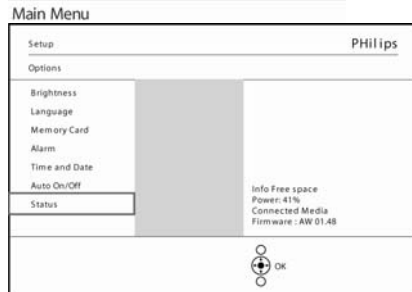 Main Menu
Setup
PHilips
Options
Brightness
Language
Memory Card
Alarm
Time and Date
Auto On/Off
Status
Info Free space
Power: 41%
Connected Media
Firmware : AW 01.48
OK